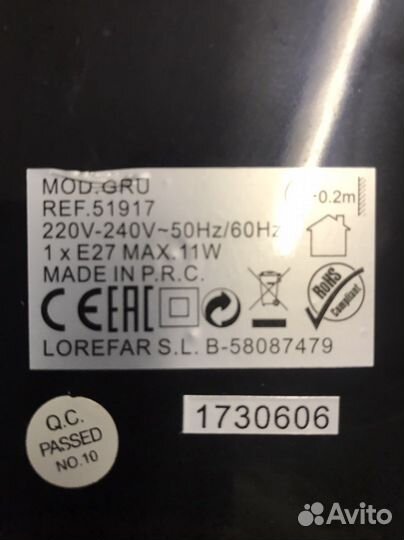 MOD.GRU
REF.51917
220V-240V~50Hz/60Hz
1 x E27 MAX.11W
MADE IN P.R.C.
-0.2m
EAC CE
RoHS
Compliant
LOREFAR S.L. B-58087479
Q.C.
PASSED
NO.10
1730606
Avito